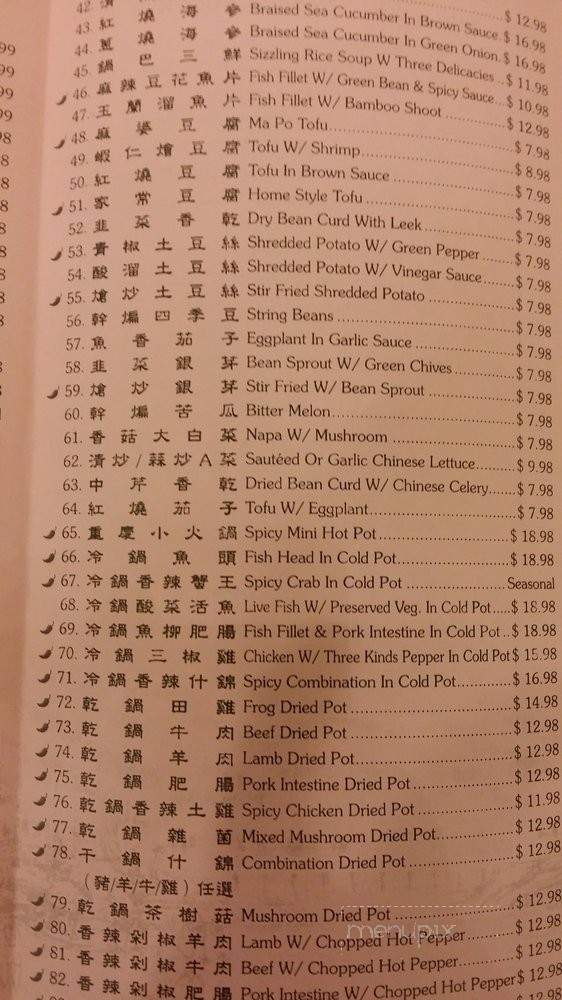 42. $ 12.98
43. 紅燒海參 Braised Sea Cucumber In Brown Sauce. $ 16.98
44. 蔥燒海參 Braised Sea Cucumber In Green Onion. $ 16.98
45. 鍋巴三鮮 Sizzling Rice Soup W Three Delicacies .. $ 11.98
46. 麻辣豆花魚片 Fish Fillet W/ Green Bean & Spicy Sauce... $ 10.98
47. 玉蘭溜魚片 Fish Fillet W/ Bamboo Shoot ... $ 12.98
48. 麻婆豆腐 Ma Po Tofu... $ 7.98
49. 蝦仁燴豆腐 Tofu W/ Shrimp... $ 8.98
50. 紅燒豆腐 Tofu In Brown Sauce ... $ 7.98
51. 家常豆腐 Home Style Tofu ... $ 7.98
52. 韭菜香乾 Dry Bean Curd With Leek... $ 7.98
53. 青椒土豆絲 Shredded Potato W/ Green Pepper ... $ 7.98
54. 酸溜土豆絲 Shredded Potato W/ Vinegar Sauce... $ 7.98
55. 熗炒土豆絲 Stir Fried Shredded Potato ... $ 7.98
56. 幹煸四季豆 String Beans ... $ 7.98
57. 魚香茄子 Eggplant In Garlic Sauce ... $ 7.98
58. 韭菜銀芽 Bean Sprout W/ Green Chives... $ 7.98
59. 熗炒銀芽 Stir Fried W/ Bean Sprout ... $ 7.98
60. 幹煸苦瓜 Bitter Melon... $ 7.98
61. 香菇大白菜 Napa W/ Mushroom ... $ 7.98
62. 清炒/蒜炒A菜 Sautéed Or Garlic Chinese Lettuce... $ 9.98
63. 中芹香乾 Dried Bean Curd W/ Chinese Celery... $ 7.98
64. 紅燒茄子 Tofu W/ Eggplant... $ 7.98
65. 重慶小火鍋 Spicy Mini Hot Pot... $ 18.98
66. 冷鍋魚頭 Fish Head In Cold Pot... $ 18.98
67. 冷鍋香辣蟹王 Spicy Crab In Cold Pot ... Seasonal
68. 冷鍋酸菜活魚 Live Fish W/ Preserved Veg. In Cold Pot.....$ 18.98
69. 冷鍋魚柳肥腸 Fish Fillet & Pork Intestine In Cold Pot.. $ 18.98
70. 冷鍋三椒雞 Chicken W/ Three Kinds Pepper In Cold Pot $ 15.98
71. 冷鍋香辣什錦 Spicy Combination In Cold Pot... $ 16.98
72. 乾鍋田雞 Frog Dried Pot ... $ 14.98
73. 乾鍋牛肉 Beef Dried Pot ... $ 12.98
74. 乾鍋羊肉 Lamb Dried Pot... $ 12.98
75. 乾鍋肥腸 Pork Intestine Dried Pot ... $ 12.98
76. 乾鍋香辣土雞 Spicy Chicken Dried Pot ... $ 11.98
77. 乾鍋雜菌 Mixed Mushroom Dried Pot... $ 12.98
78. 干鍋什錦 Combination Dried Pot ... $ 12.98
(豬/羊/牛/雞) 任選
79. 乾鍋茶樹菇 Mushroom Dried Pot ... $ 12.98
80. 香辣剁椒羊肉 Lamb W/ Chopped Hot Pepper... $ 12.98
81. 香辣剁椒牛肉 Beef W/ Chopped Hot Pepper... $ 12.98
82. 香辣剁椒肥腸 Pork Intestine W/ Chopped Hot Pepper $ 12.98
menupix